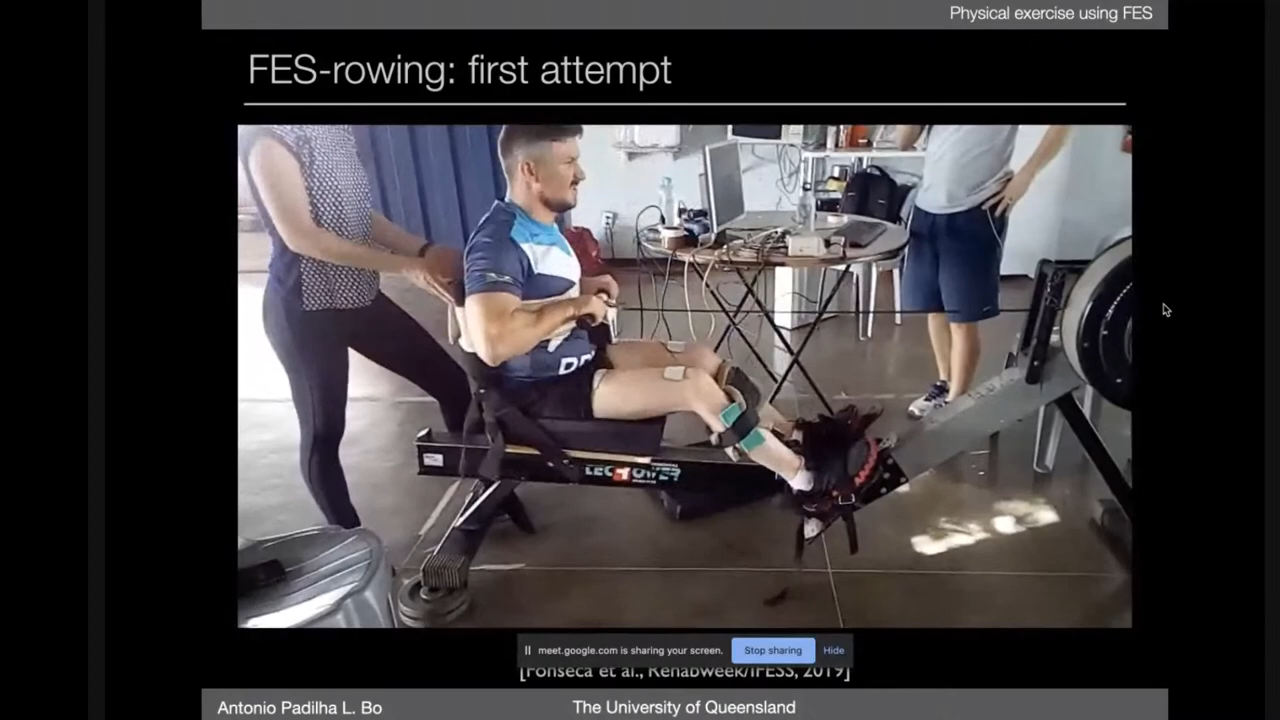 Physical exercise using FES
FES-rowing: first attempt
meet.google.com is sharing your screen.
Stop sharing
Hide
[Fonseca et al., Rehabweek/IFESS, 2019]
Antonio Padilha L. Bo
The University of Queensland